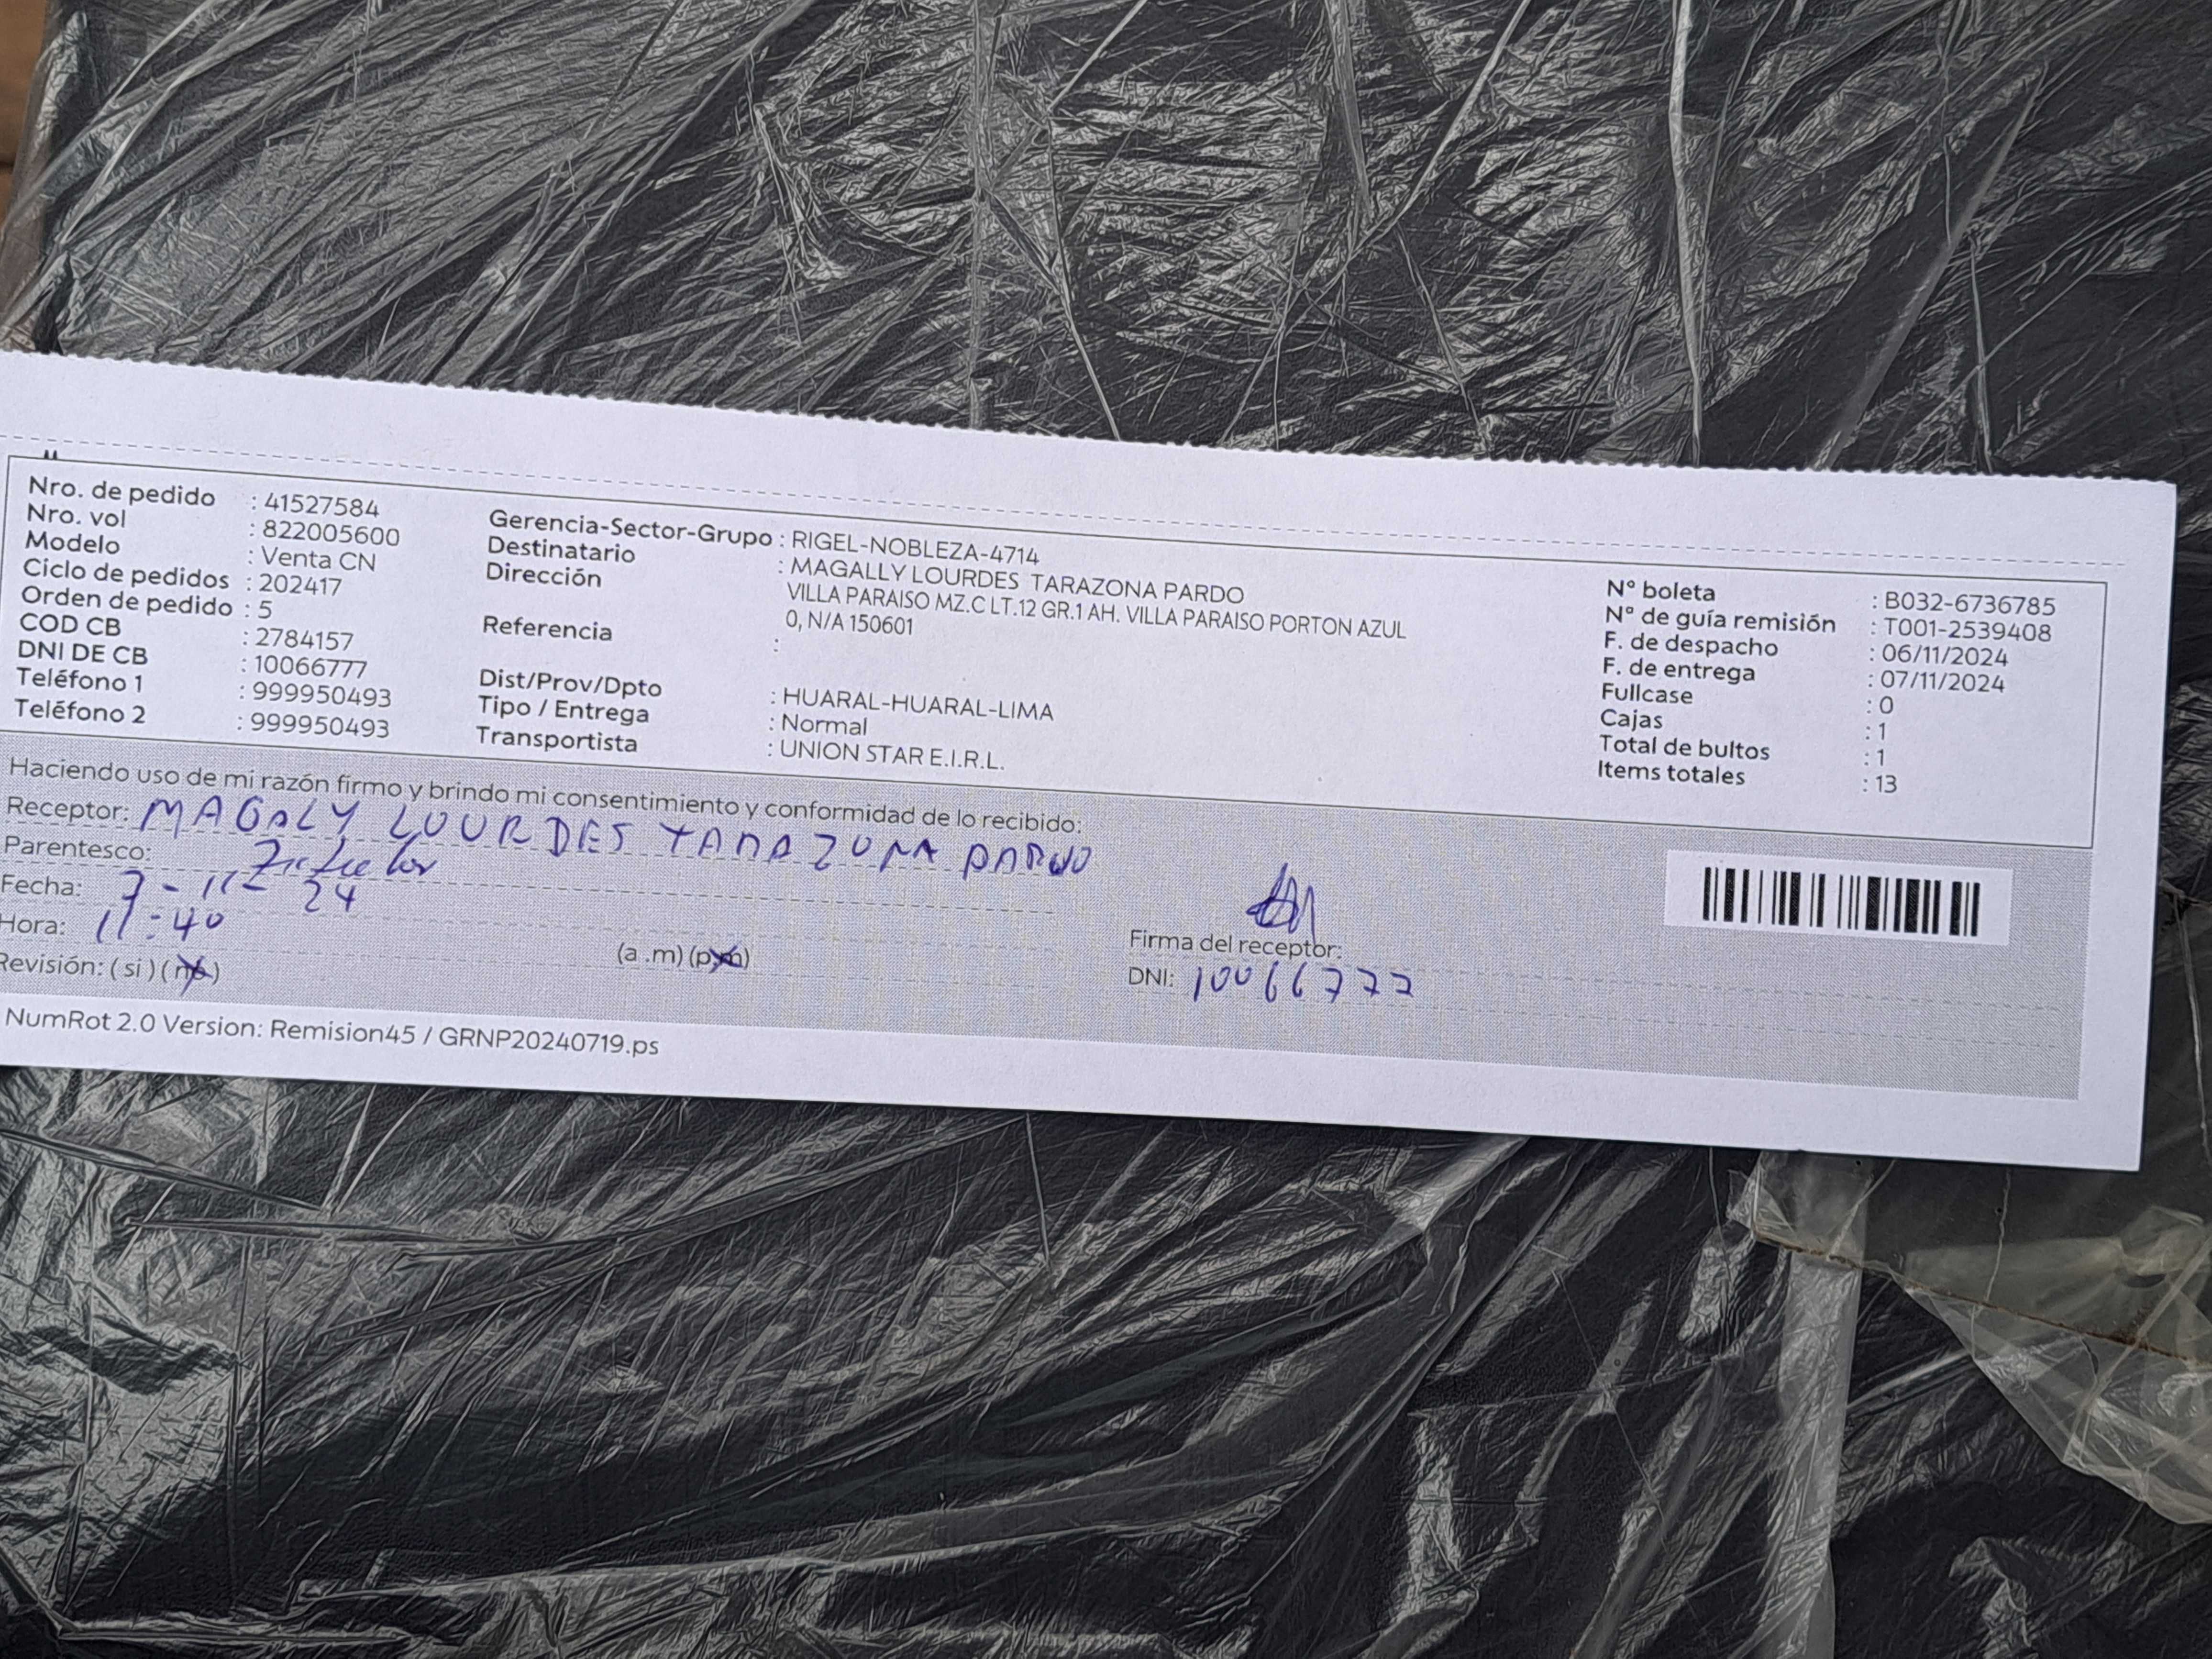 Nro. de pedido : 41527584
Nro. vol : 822005600
Modelo : Venta CN
Ciclo de pedidos : 202417
Orden de pedido : 5
COD CB : 2784157
DNI DE CB : 10066777
Teléfono 1 : 999950493
Teléfono 2 : 999950493
Gerencia-Sector-Grupo : RIGEL-NOBLEZA-4714
Destinatario : MAGALLY LOURDES TARAZONA PARDO
Dirección VILLA PARAISO MZ.C LT.12 GR.1 AH. VILLA PARAISO PORTON AZUL
0, N/A 150601
Referencia :
Dist/Prov/Dpto : HUARAL-HUARAL-LIMA
Tipo / Entrega : Normal
Transportista : UNION STAR E.I.R.L.
N° boleta : B032-6736785
N° de guía remisión : T001-2539408
F. de despacho : 06/11/2024
F. de entrega : 07/11/2024
Fullcase : 0
Cajas : 1
Total de bultos : 1
Items totales : 13
Haciendo uso de mi razón firmo y brindo mi consentimiento y conformidad de lo recibido:
Receptor: MAGALY LOURDES TARAZONA PARDO
Parentesco: Titular
Fecha: 7-11-24
Hora: 11:40 (a .m) (p.m)
Revisión: ( si ) ( no )
Firma del receptor:
DNI: 10066777
NumRot 2.0 Version: Remision45 / GRNP20240719.ps